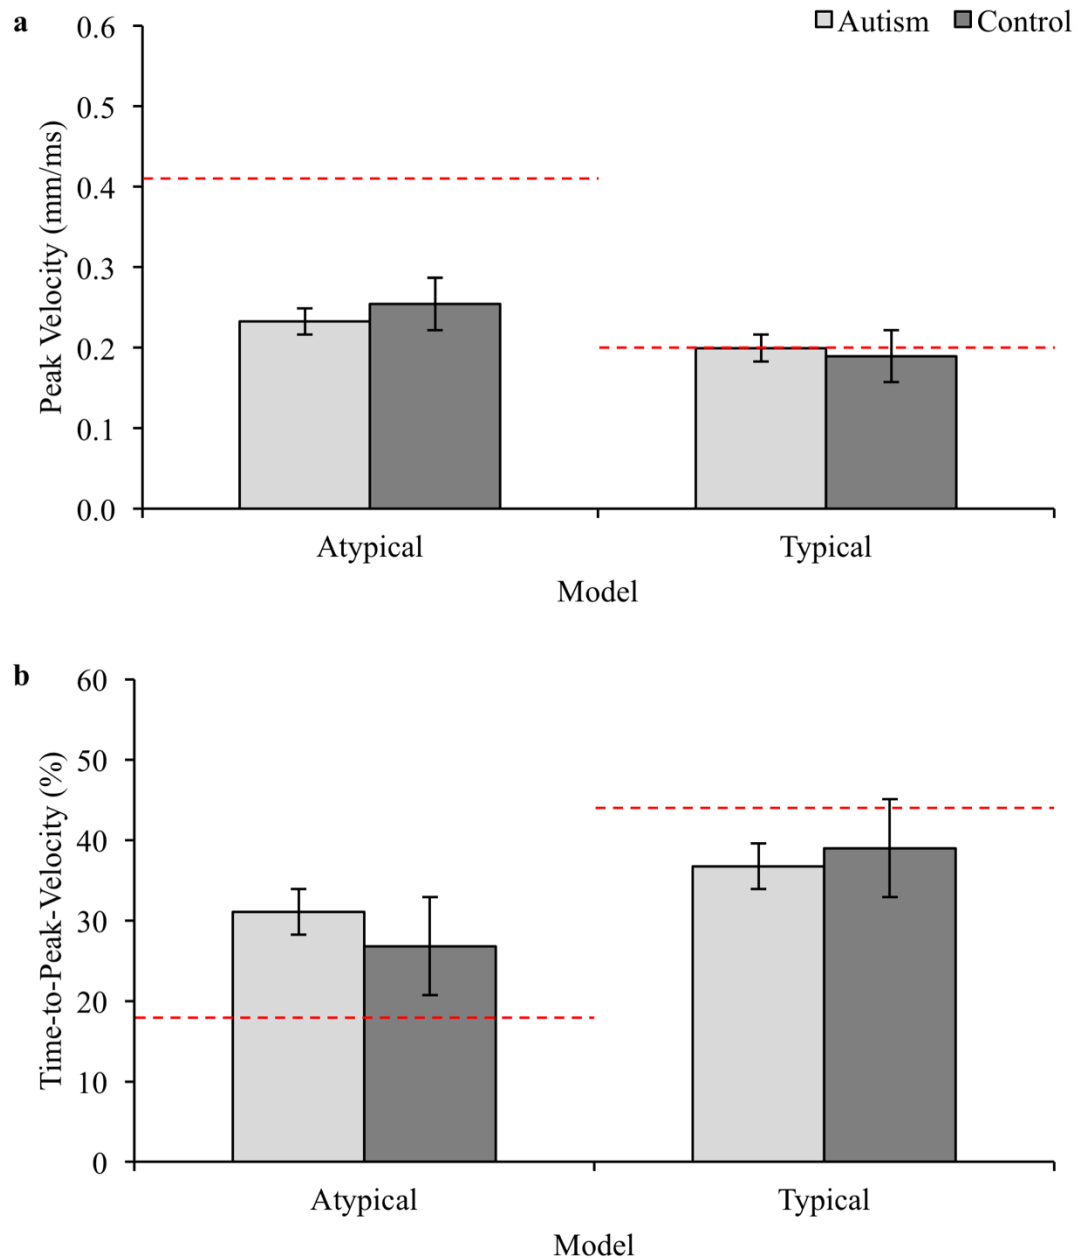 a
Autism Control
Peak Velocity (mm/ms)
0.6
0.5
0.4
0.3
0.2
0.1
0.0
Atypical Typical
Model
b
Time-to-Peak-Velocity (%)
60
50
40
30
20
10
0
Atypical Typical
Model